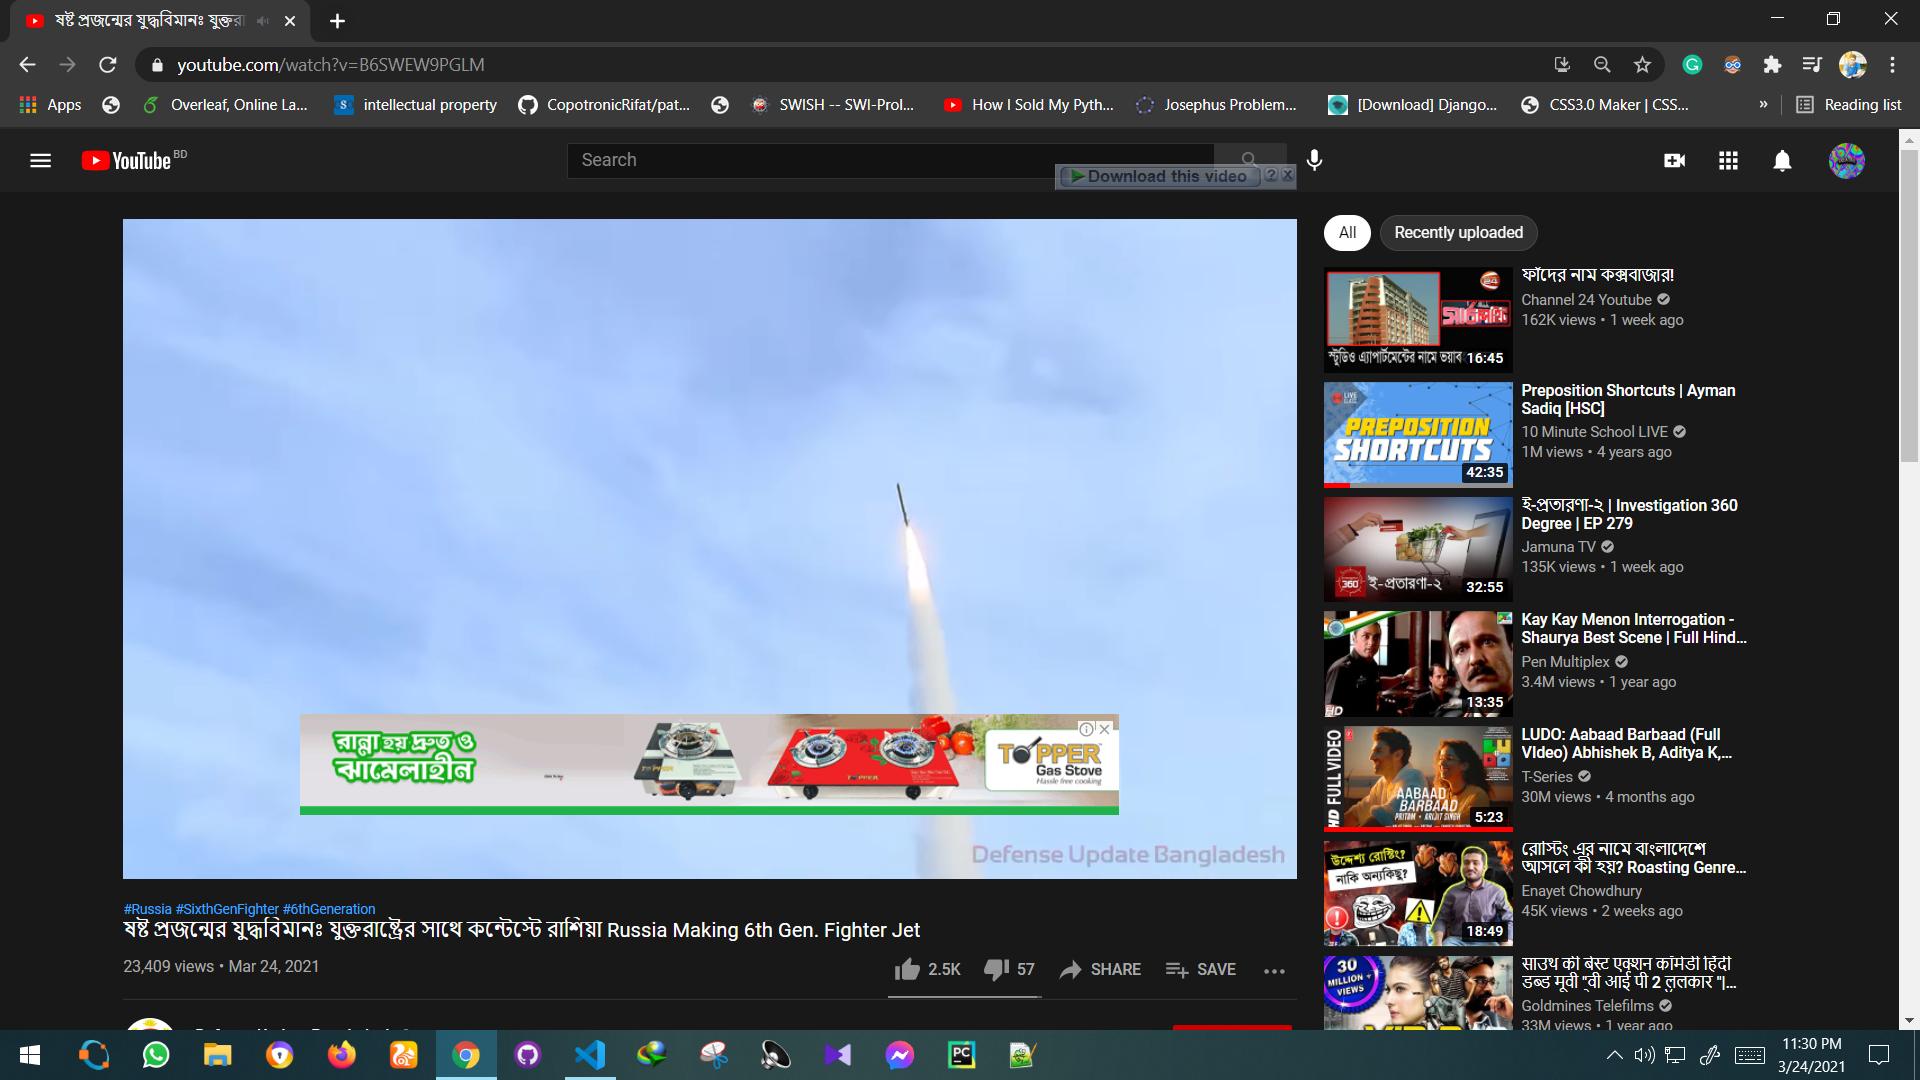 ষষ্ট প্রজন্মের যুদ্ধবিমানঃ যুক্তরা
youtube.com/watch?v=B6SWEW9PGLM
Apps
Overleaf, Online La...
intellectual property
CopotronicRifat/pat...
SWISH -- SWI-Prol...
How I Sold My Pyth...
Josephus Problem...
[Download] Django...
CSS3.0 Maker | CSS...
»
Reading list
YouTube BD
Search
Download this video
All
Recently uploaded
রান্না হয় দ্রুত ও
ঝামেলাহীন
TOPPER
Gas Stove
Hassle free cooking
Defense Update Bangladesh
#Russia #SixthGenFighter #6thGeneration
ষষ্ট প্রজন্মের যুদ্ধবিমানঃ যুক্তরাষ্ট্রের সাথে কন্টেস্টে রাশিয়া Russia Making 6th Gen. Fighter Jet
23,409 views • Mar 24, 2021
2.5K
57
SHARE
SAVE
24
স্টুডিও এ্যাপার্টমেন্টের নামে ভয়াব
16:45
ফাঁদের নাম কক্সবাজার!
Channel 24 Youtube
162K views • 1 week ago
LIVE
PREPOSITION
SHORTCUTS
42:35
Preposition Shortcuts | Ayman
Sadiq [HSC]
10 Minute School LIVE
1M views • 4 years ago
360
ই-প্রতারণা-২
32:55
ই-প্রতারণা-২ | Investigation 360
Degree | EP 279
Jamuna TV
135K views • 1 week ago
HD
13:35
Kay Kay Menon Interrogation -
Shaurya Best Scene | Full Hind...
Pen Multiplex
3.4M views • 1 year ago
HD FULL VIDEO
AABAAD
BARBAAD
PRITAM • ARIJIT SINGH
5:23
LUDO: Aabaad Barbaad (Full
VIdeo) Abhishek B, Aditya K,...
T-Series
30M views • 4 months ago
উদ্দেশ্য রোস্টিং?
নাকি অন্যকিছু?
18:49
রোস্টিং এর নামে বাংলাদেশে
আসলে কী হয়? Roasting Genre...
Enayet Chowdhury
45K views • 2 weeks ago
30
MILLION +
VIEWS
साउथ की बेस्ट एक्शन कॉमेडी हिंदी
डब्ड मूवी "वी आई पी 2 लुलकार "|...
Goldmines Telefilms
33M views • 1 year ago
11:30 PM
3/24/2021